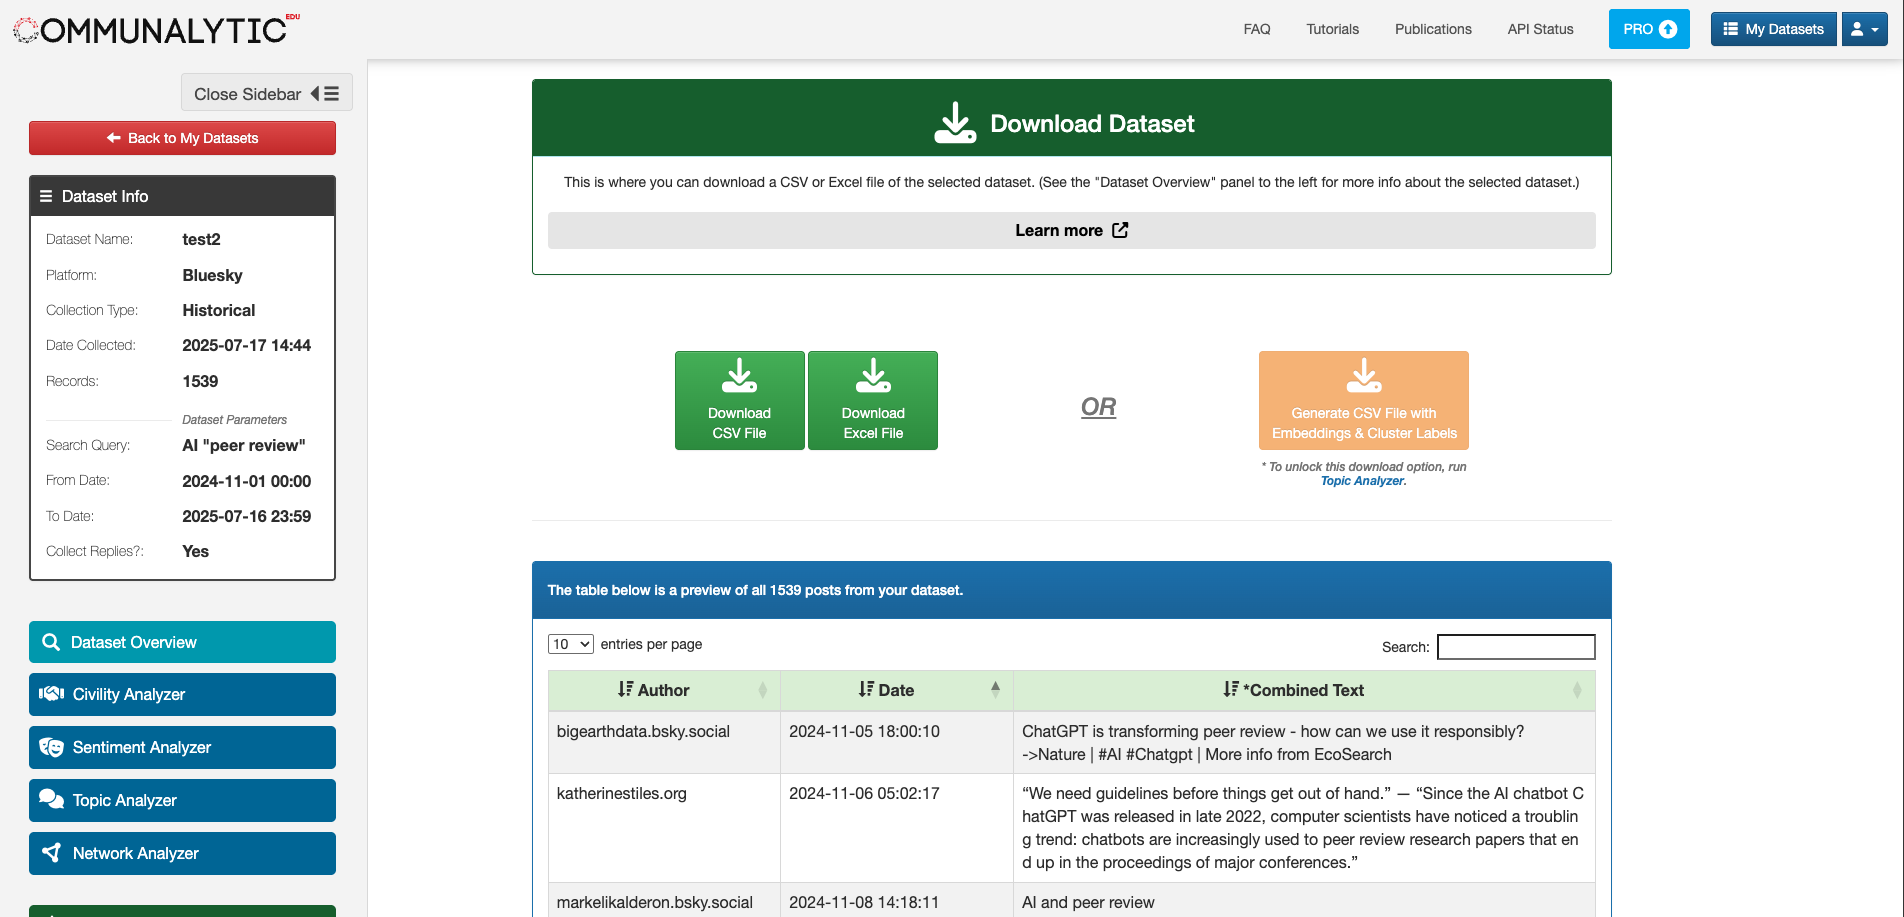 COMMUNALYTIC EDU
FAQ
Tutorials
Publications
API Status
PRO
My Datasets
Close Sidebar
Back to My Datasets
Dataset Info
Dataset Name: test2
Platform: Bluesky
Collection Type: Historical
Date Collected: 2025-07-17 14:44
Records: 1539
Dataset Parameters
Search Query: AI "peer review"
From Date: 2024-11-01 00:00
To Date: 2025-07-16 23:59
Collect Replies?: Yes
Dataset Overview
Civility Analyzer
Sentiment Analyzer
Topic Analyzer
Network Analyzer
Download Dataset
This is where you can download a CSV or Excel file of the selected dataset. (See the "Dataset Overview" panel to the left for more info about the selected dataset.)
Learn more
Download
CSV File
Download
Excel File
OR
Generate CSV File with
Embeddings & Cluster Labels
* To unlock this download option, run
Topic Analyzer.
The table below is a preview of all 1539 posts from your dataset.
10 entries per page
Search:
Author Date *Combined Text
bigearthdata.bsky.social 2024-11-05 18:00:10 ChatGPT is transforming peer review - how can we use it responsibly?
->Nature | #AI #Chatgpt | More info from EcoSearch
katherinestiles.org 2024-11-06 05:02:17 “We need guidelines before things get out of hand.” — “Since the AI chatbot C
hatGPT was released in late 2022, computer scientists have noticed a troublin
g trend: chatbots are increasingly used to peer review research papers that en
d up in the proceedings of major conferences.”
markelikalderon.bsky.social 2024-11-08 14:18:11 AI and peer review